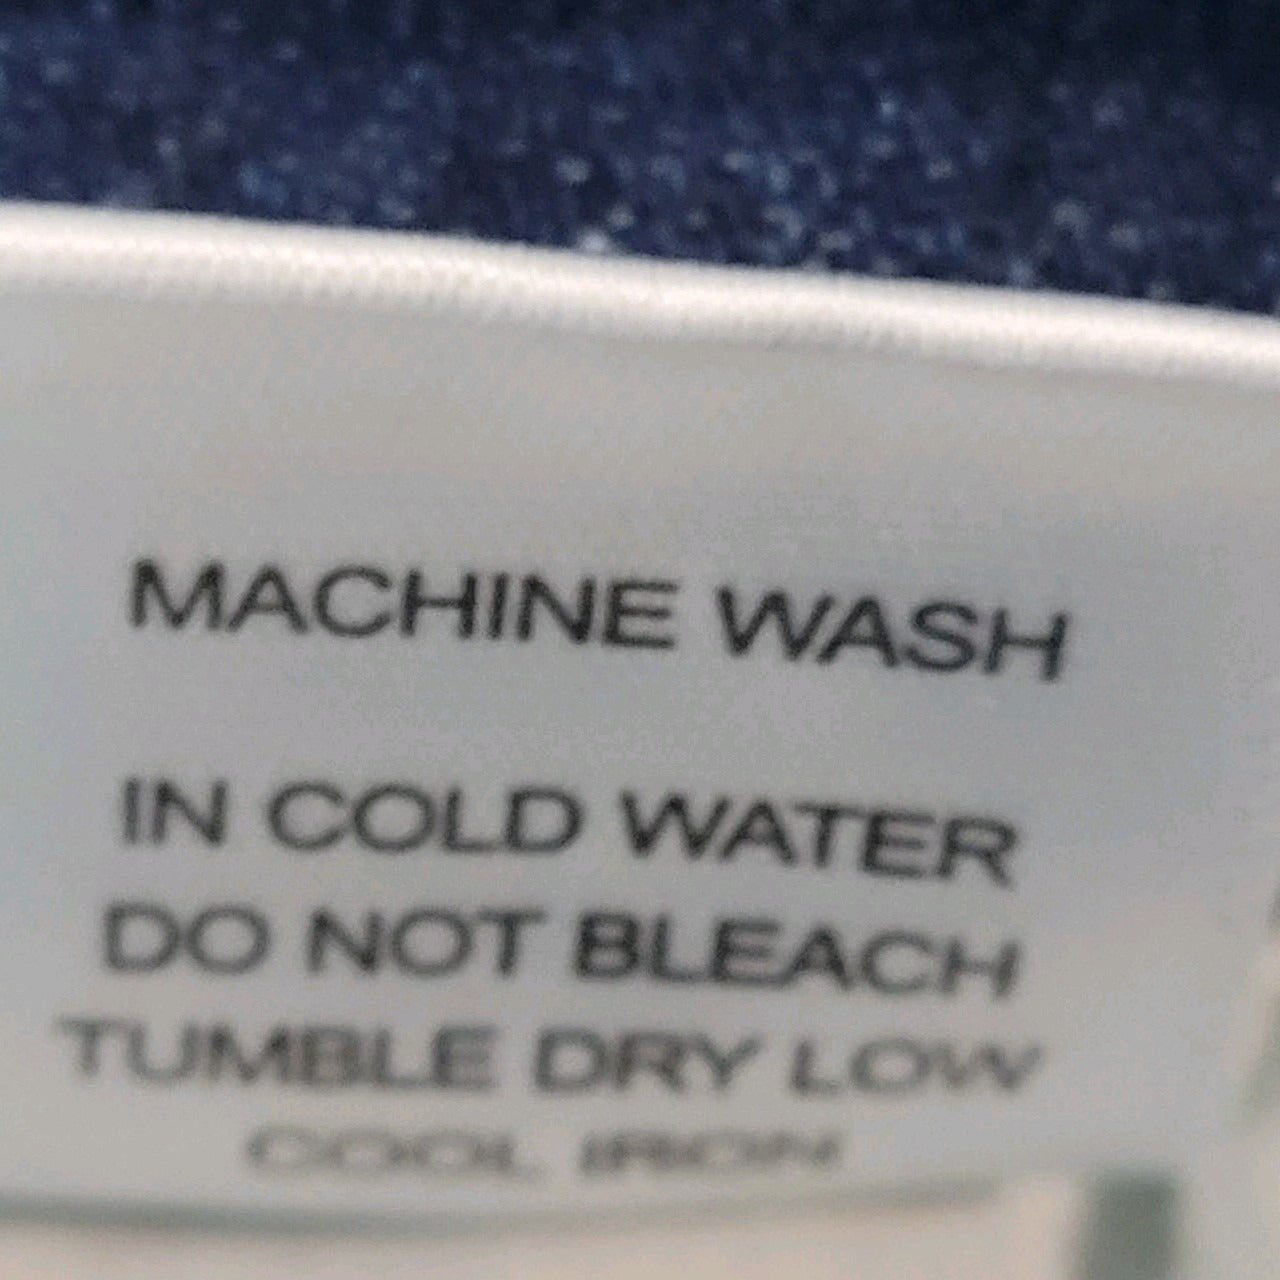 MACHINE WASH
IN COLD WATER
DO NOT BLEACH
TUMBLE DRY LOW
COOL IRON